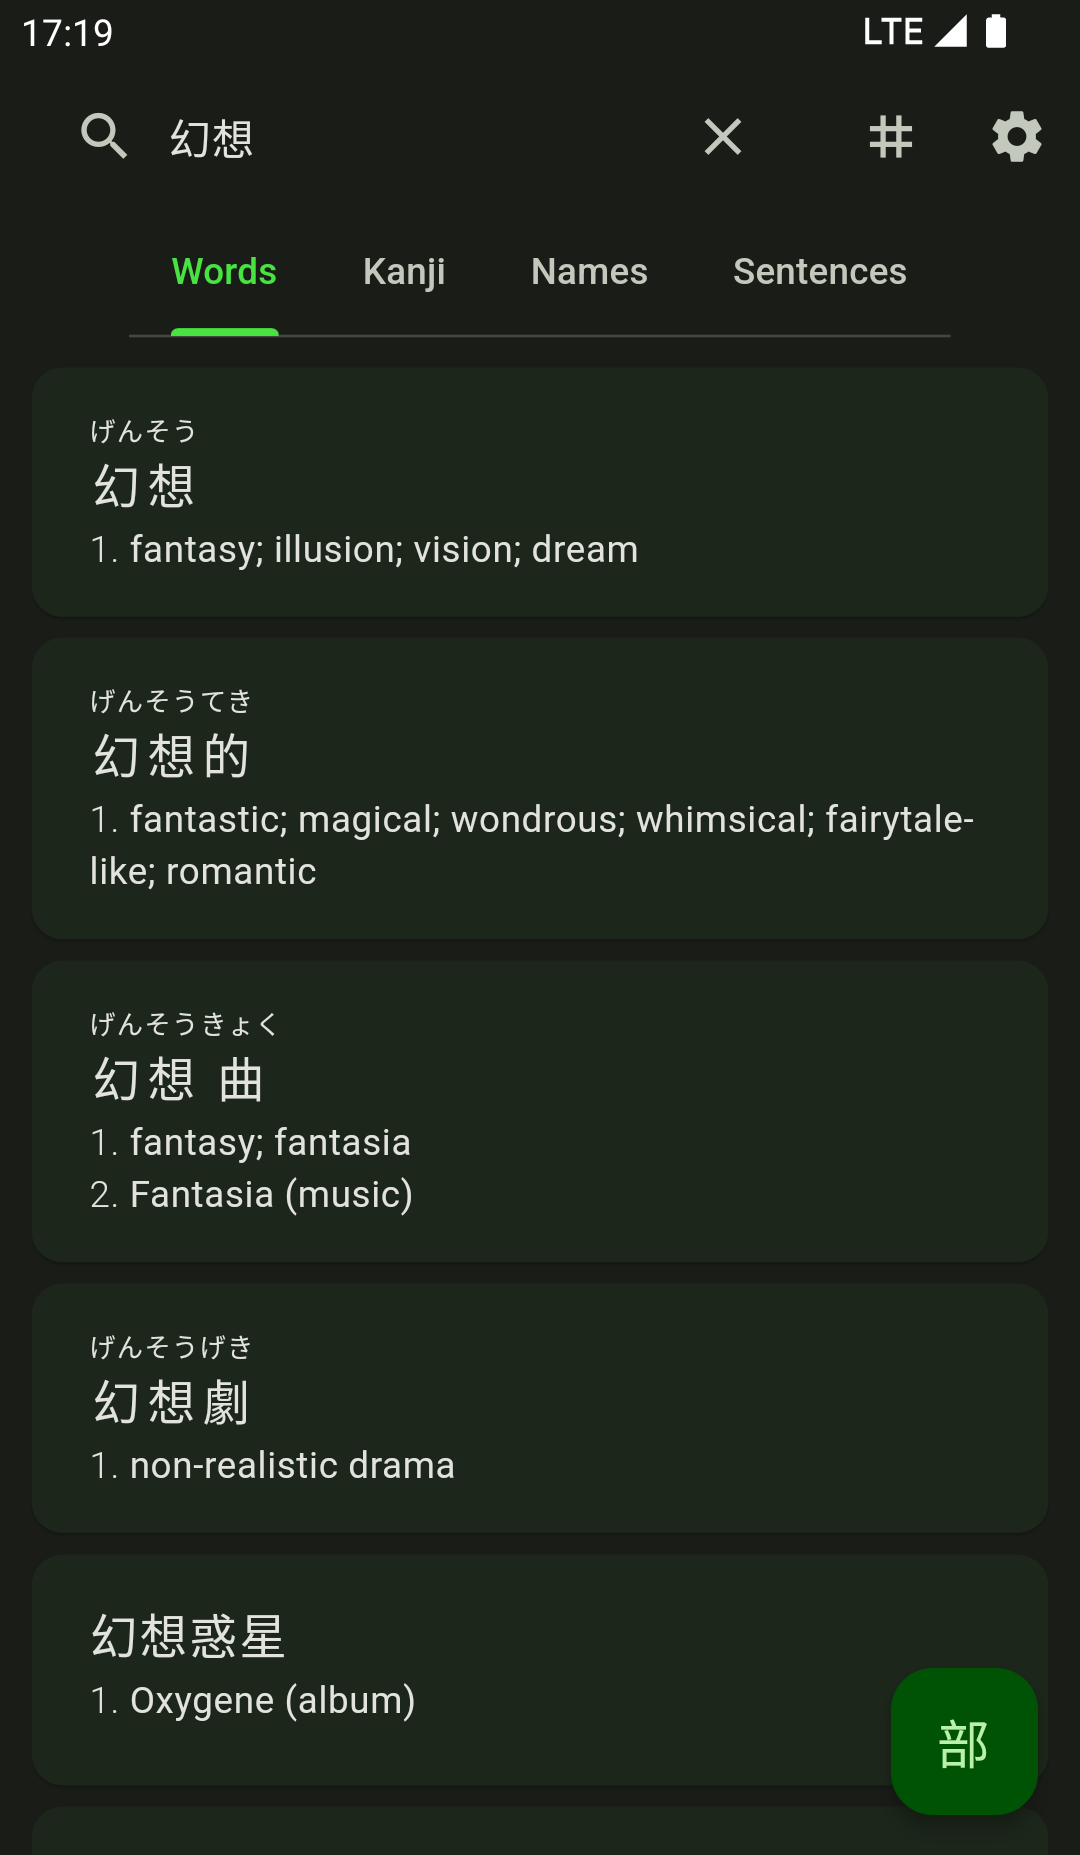 17:19 LTE
幻想
Words Kanji Names Sentences
げんそう
幻想
1. fantasy; illusion; vision; dream
げんそうてき
幻想的
1. fantastic; magical; wondrous; whimsical; fairytale-
like; romantic
げんそうきょく
幻想 曲
1. fantasy; fantasia
2. Fantasia (music)
げんそうげき
幻想劇
1. non-realistic drama
幻想惑星
1. Oxygene (album)
部